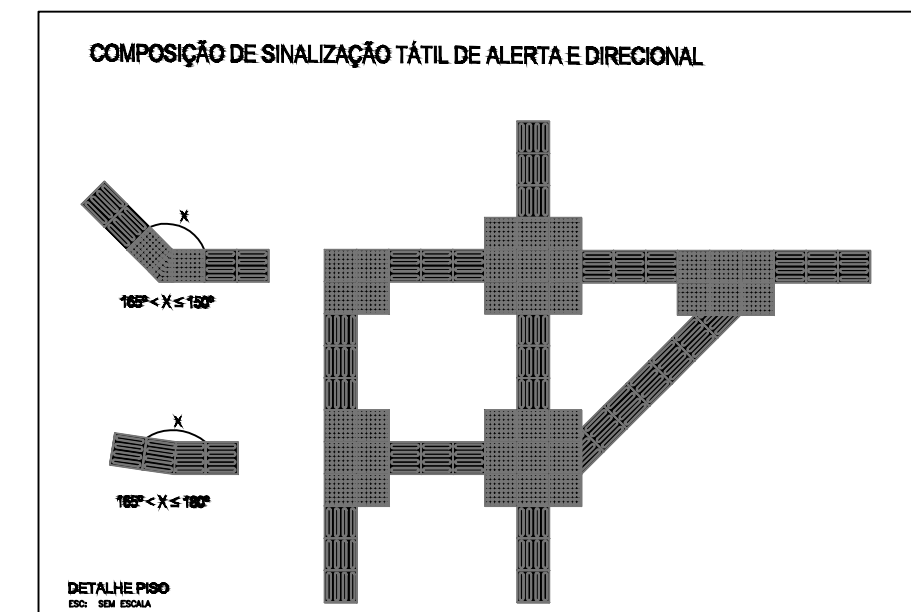 COMPOSIÇÃO DE SINALIZAÇÃO TÁTIL DE ALERTA E DIRECIONAL
X
165º < X ≤ 150º
X
165º < X ≤ 180º
DETALHE PISO
ESC: SEM ESCALA